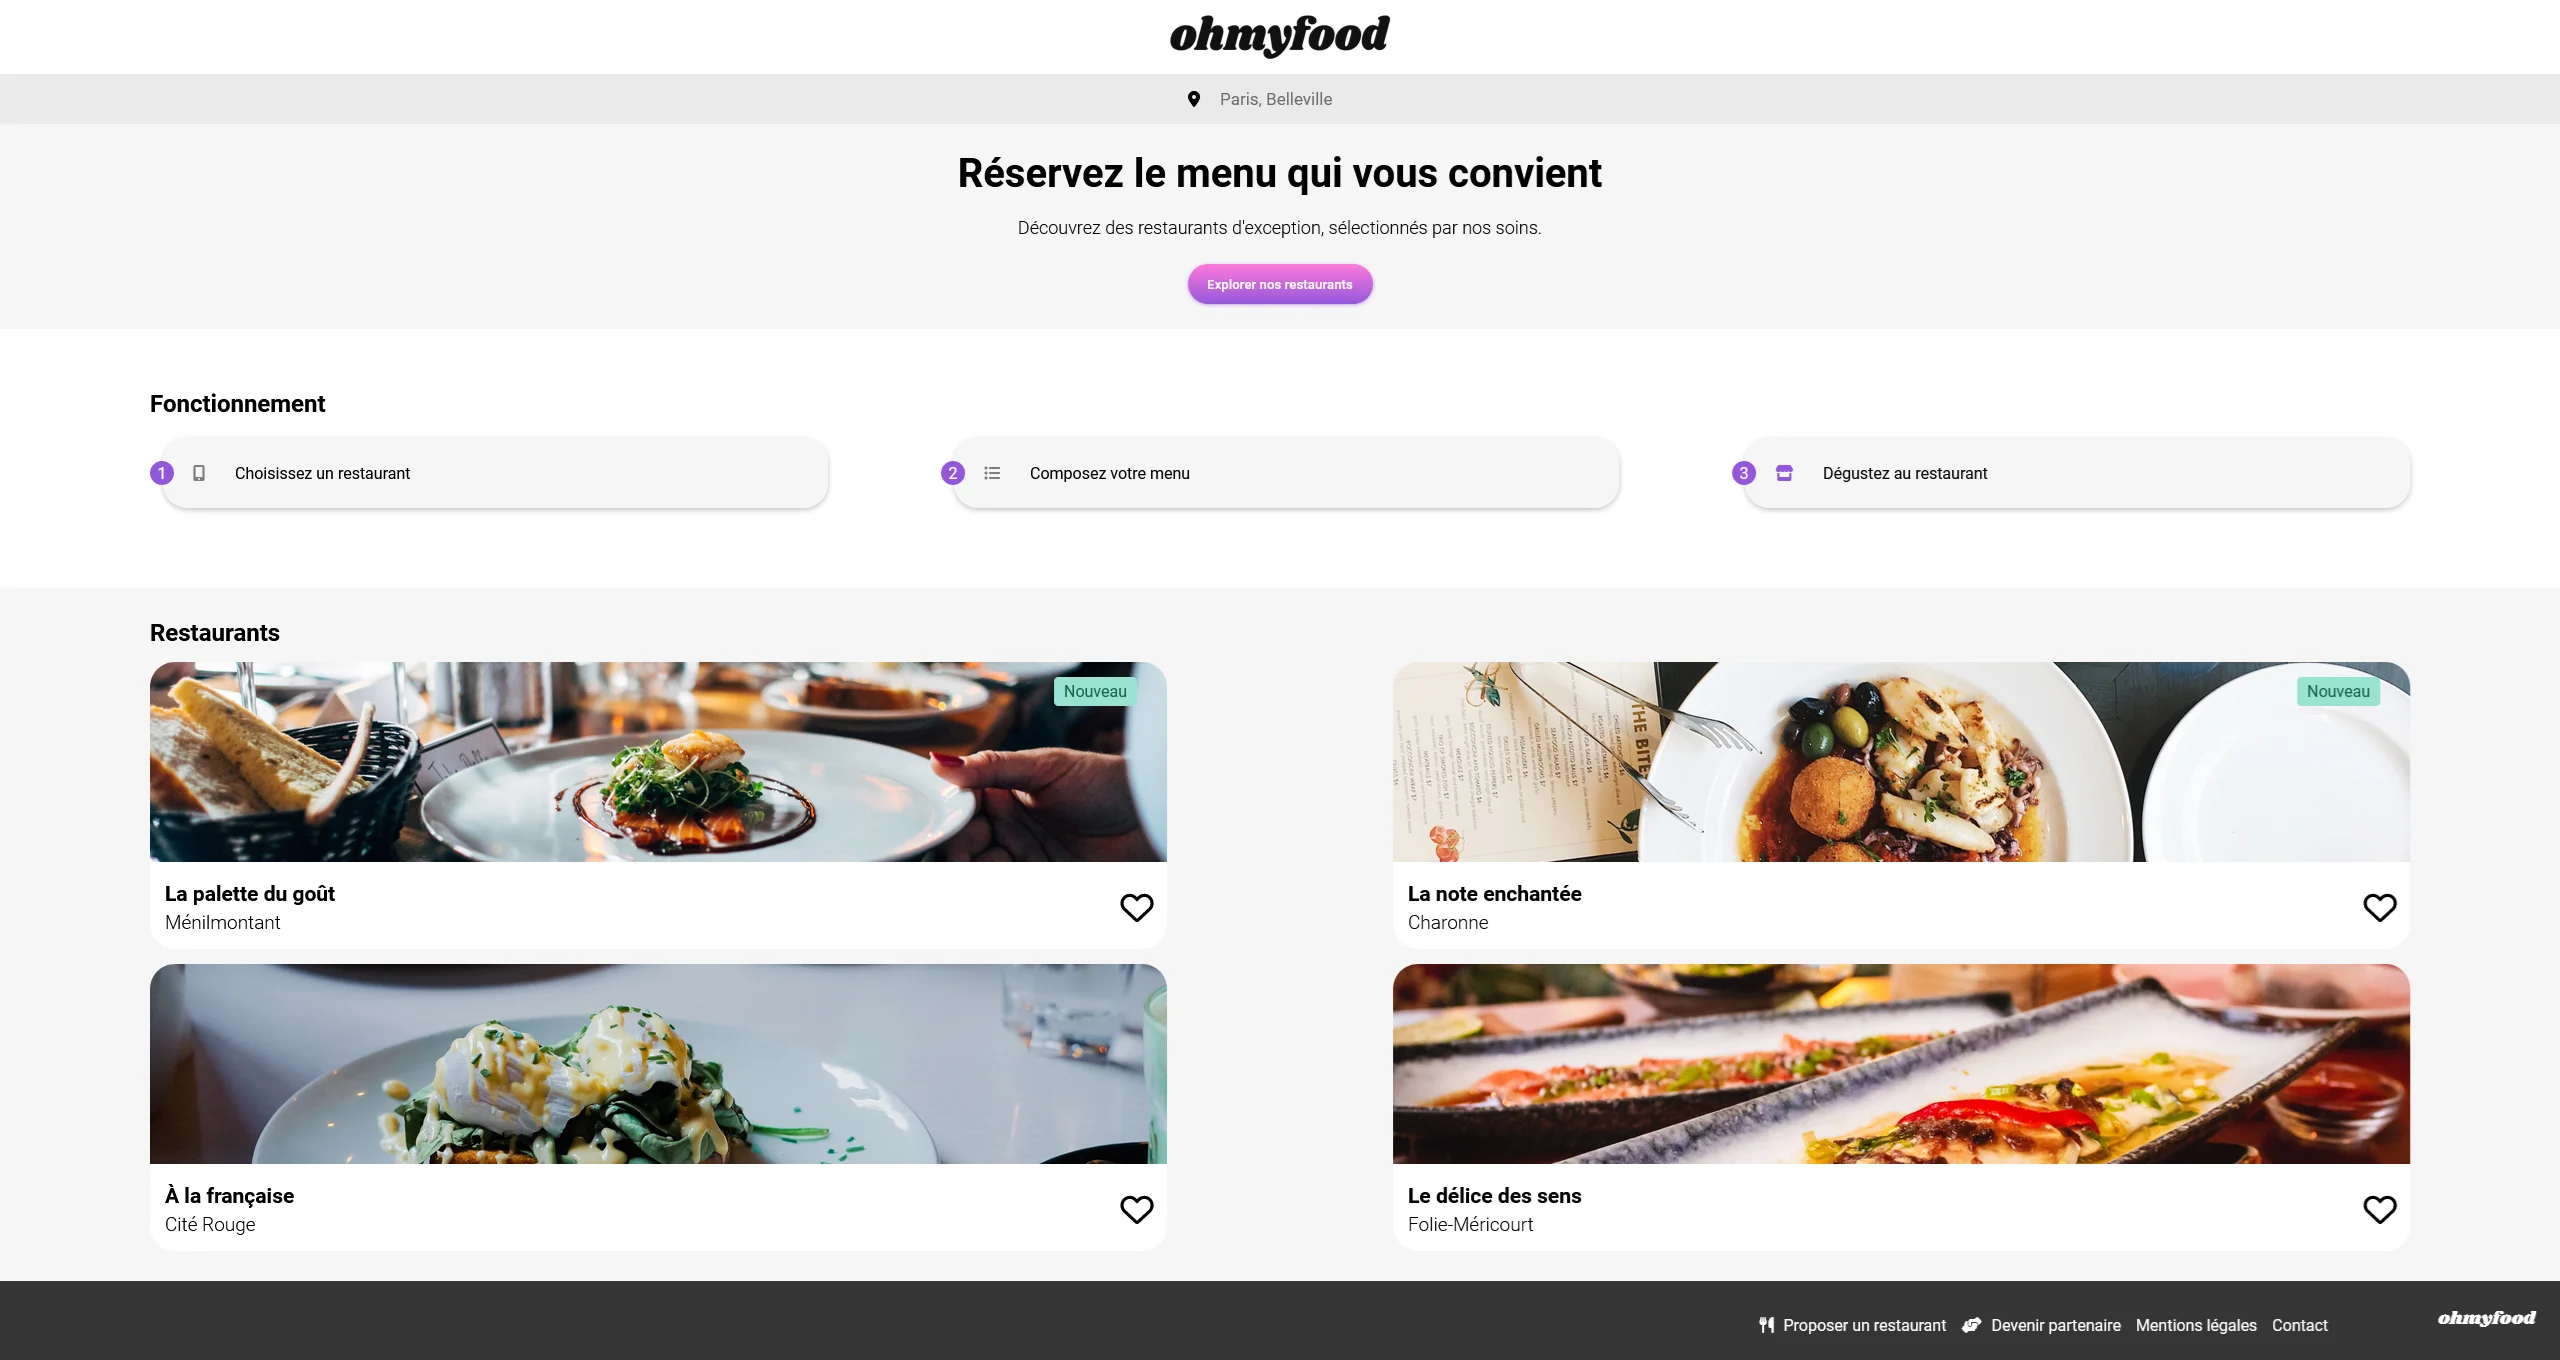 ohmyfood
Paris, Belleville
Réservez le menu qui vous convient
Découvrez des restaurants d'exception, sélectionnés par nos soins.
Explorer nos restaurants
Fonctionnement
1 Choisissez un restaurant
2 Composez votre menu
3 Dégustez au restaurant
Restaurants
Nouveau
THE BITE
La palette du goût
Ménilmontant
Nouveau
La note enchantée
Charonne
À la française
Cité Rouge
Le délice des sens
Folie-Méricourt
Proposer un restaurant Devenir partenaire Mentions légales Contact
ohmyfood